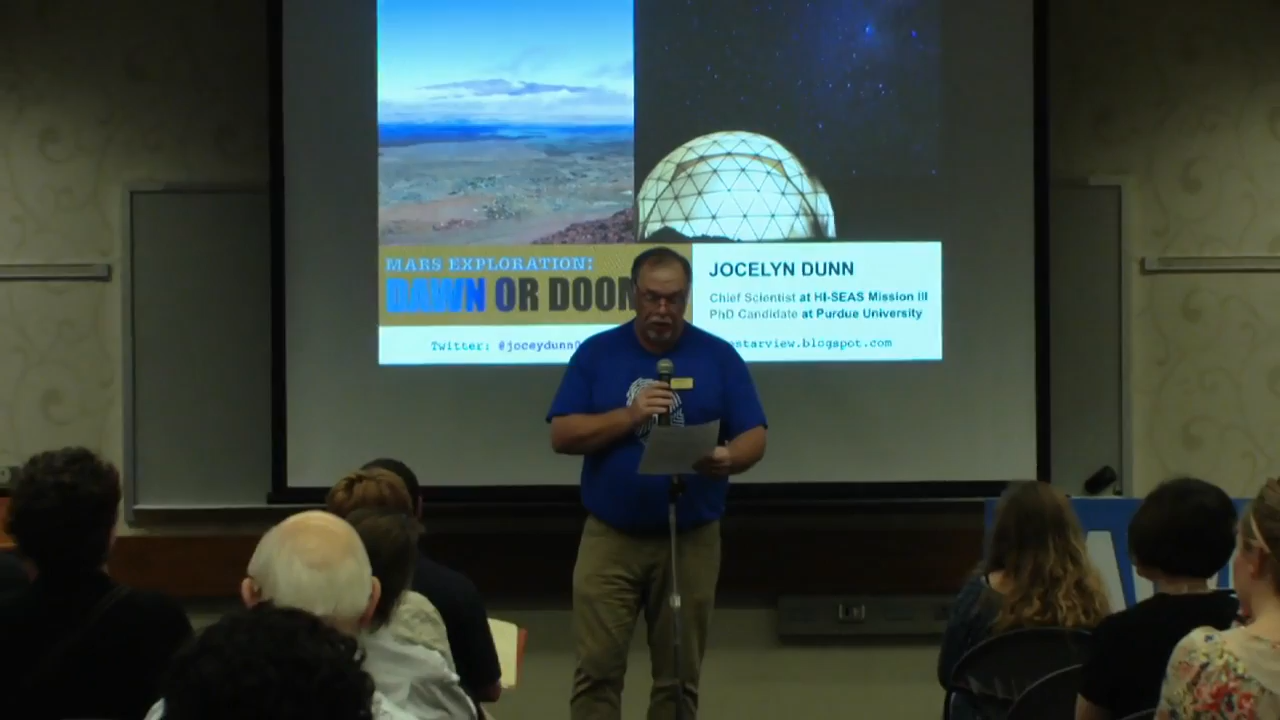 MARS EXPLORATION:
DAWN OR DOOM
Twitter: @joceydunn
JOCELYN DUNN
Chief Scientist at HI-SEAS Mission III
PhD Candidate at Purdue University
starview.blogspot.com